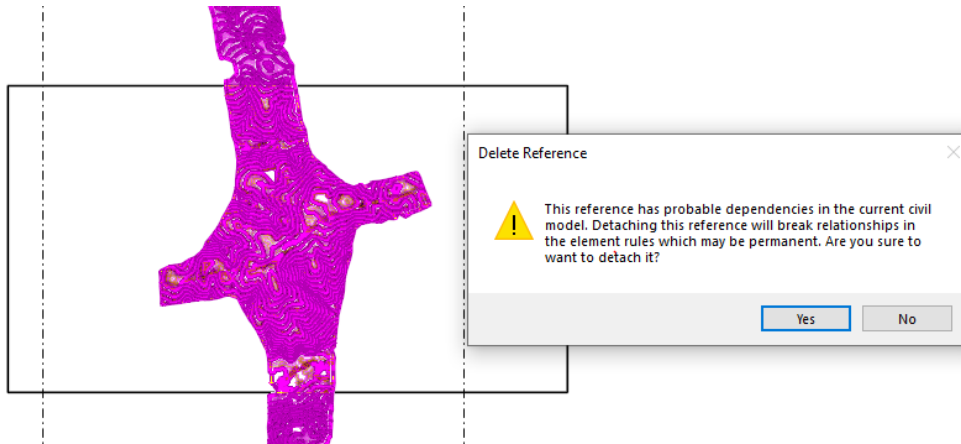 Delete Reference
This reference has probable dependencies in the current civil
model. Detaching this reference will break relationships in
the element rules which may be permanent. Are you sure to
want to detach it?
Yes
No